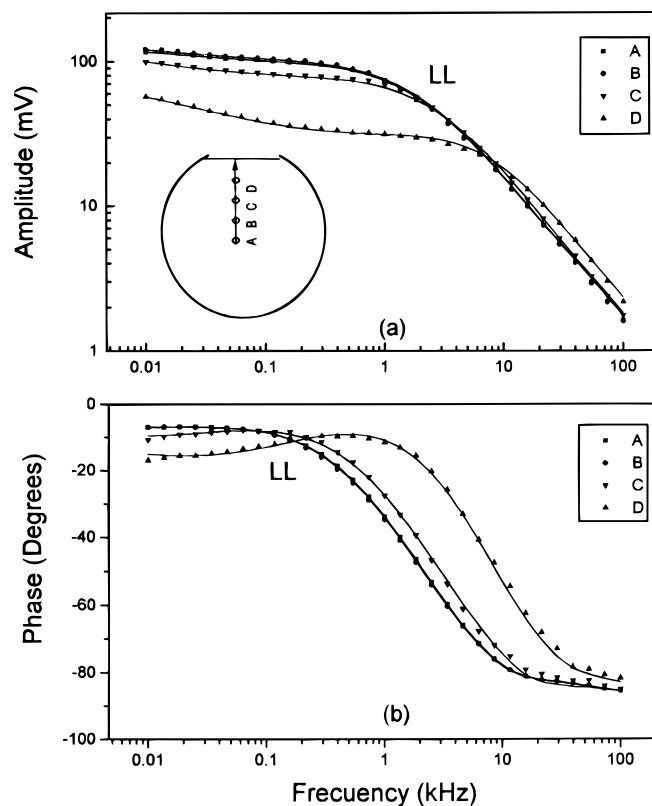 100
10
1
Amplitude (mV)
LL
A
B
C
D
A B C D
(a)
0.01 0.1 1 10 100
0
-20
-40
-60
-80
-100
Phase (Degrees)
LL
A
B
C
D
(b)
0.01 0.1 1 10 100
Frecuency (kHz)